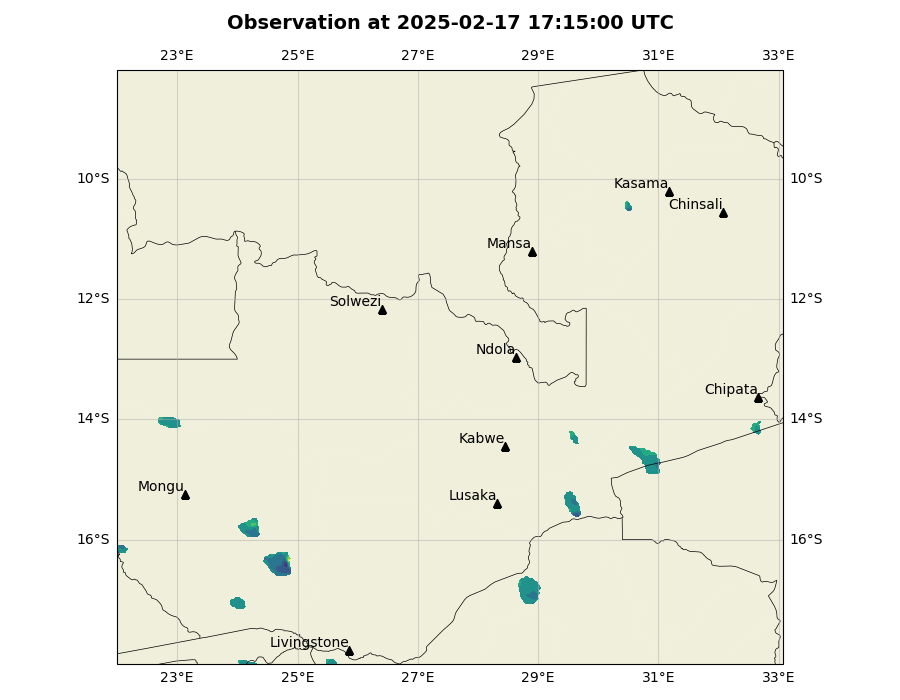 Observation at 2025-02-17 17:15:00 UTC
23°E 25°E 27°E 29°E 31°E 33°E
10°S 10°S
Kasama
Chinsali
Mansa
12°S 12°S
Solwezi
Ndola
Chipata
14°S 14°S
Kabwe
Mongu
Lusaka
16°S 16°S
Livingstone
23°E 25°E 27°E 29°E 31°E 33°E